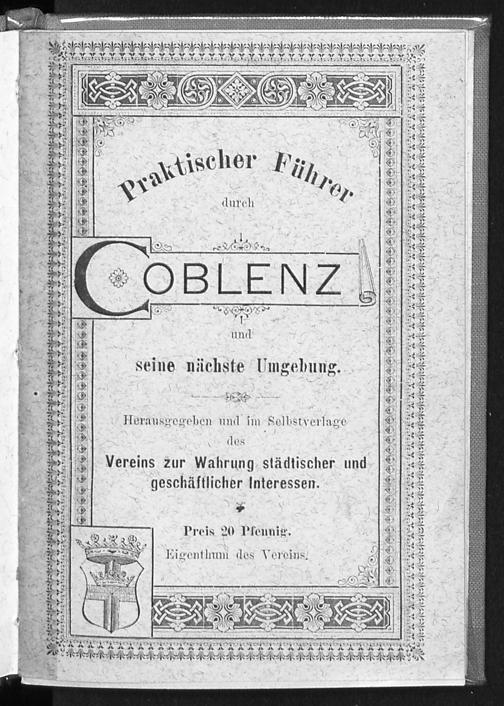 Praktischer Führer
durch
COBLENZ
und
seine nächste Umgebung.
Herausgegeben und im Selbstverlage
des
Vereins zur Wahrung städtischer und
geschäftlicher Interessen.
Preis 20 Pfennig.
Eigenthum des Vereins.